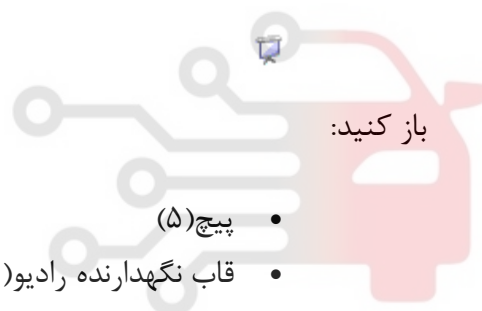 باز کنید:
• پیچ(۵)
• قاب نگهدارنده رادیو(